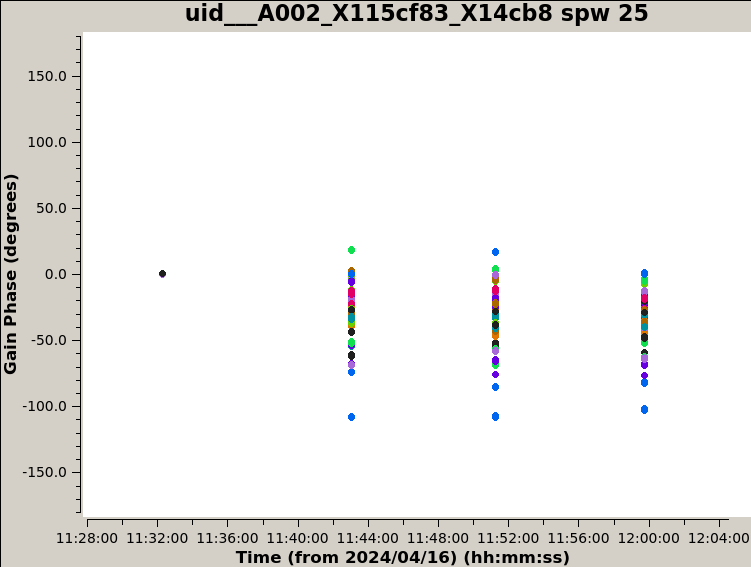 uid___A002_X115cf83_X14cb8 spw 25
150.0
100.0
50.0
0.0
-50.0
-100.0
-150.0
Gain Phase (degrees)
11:28:00 11:32:00 11:36:00 11:40:00 11:44:00 11:48:00 11:52:00 11:56:00 12:00:00 12:04:00
Time (from 2024/04/16) (hh:mm:ss)